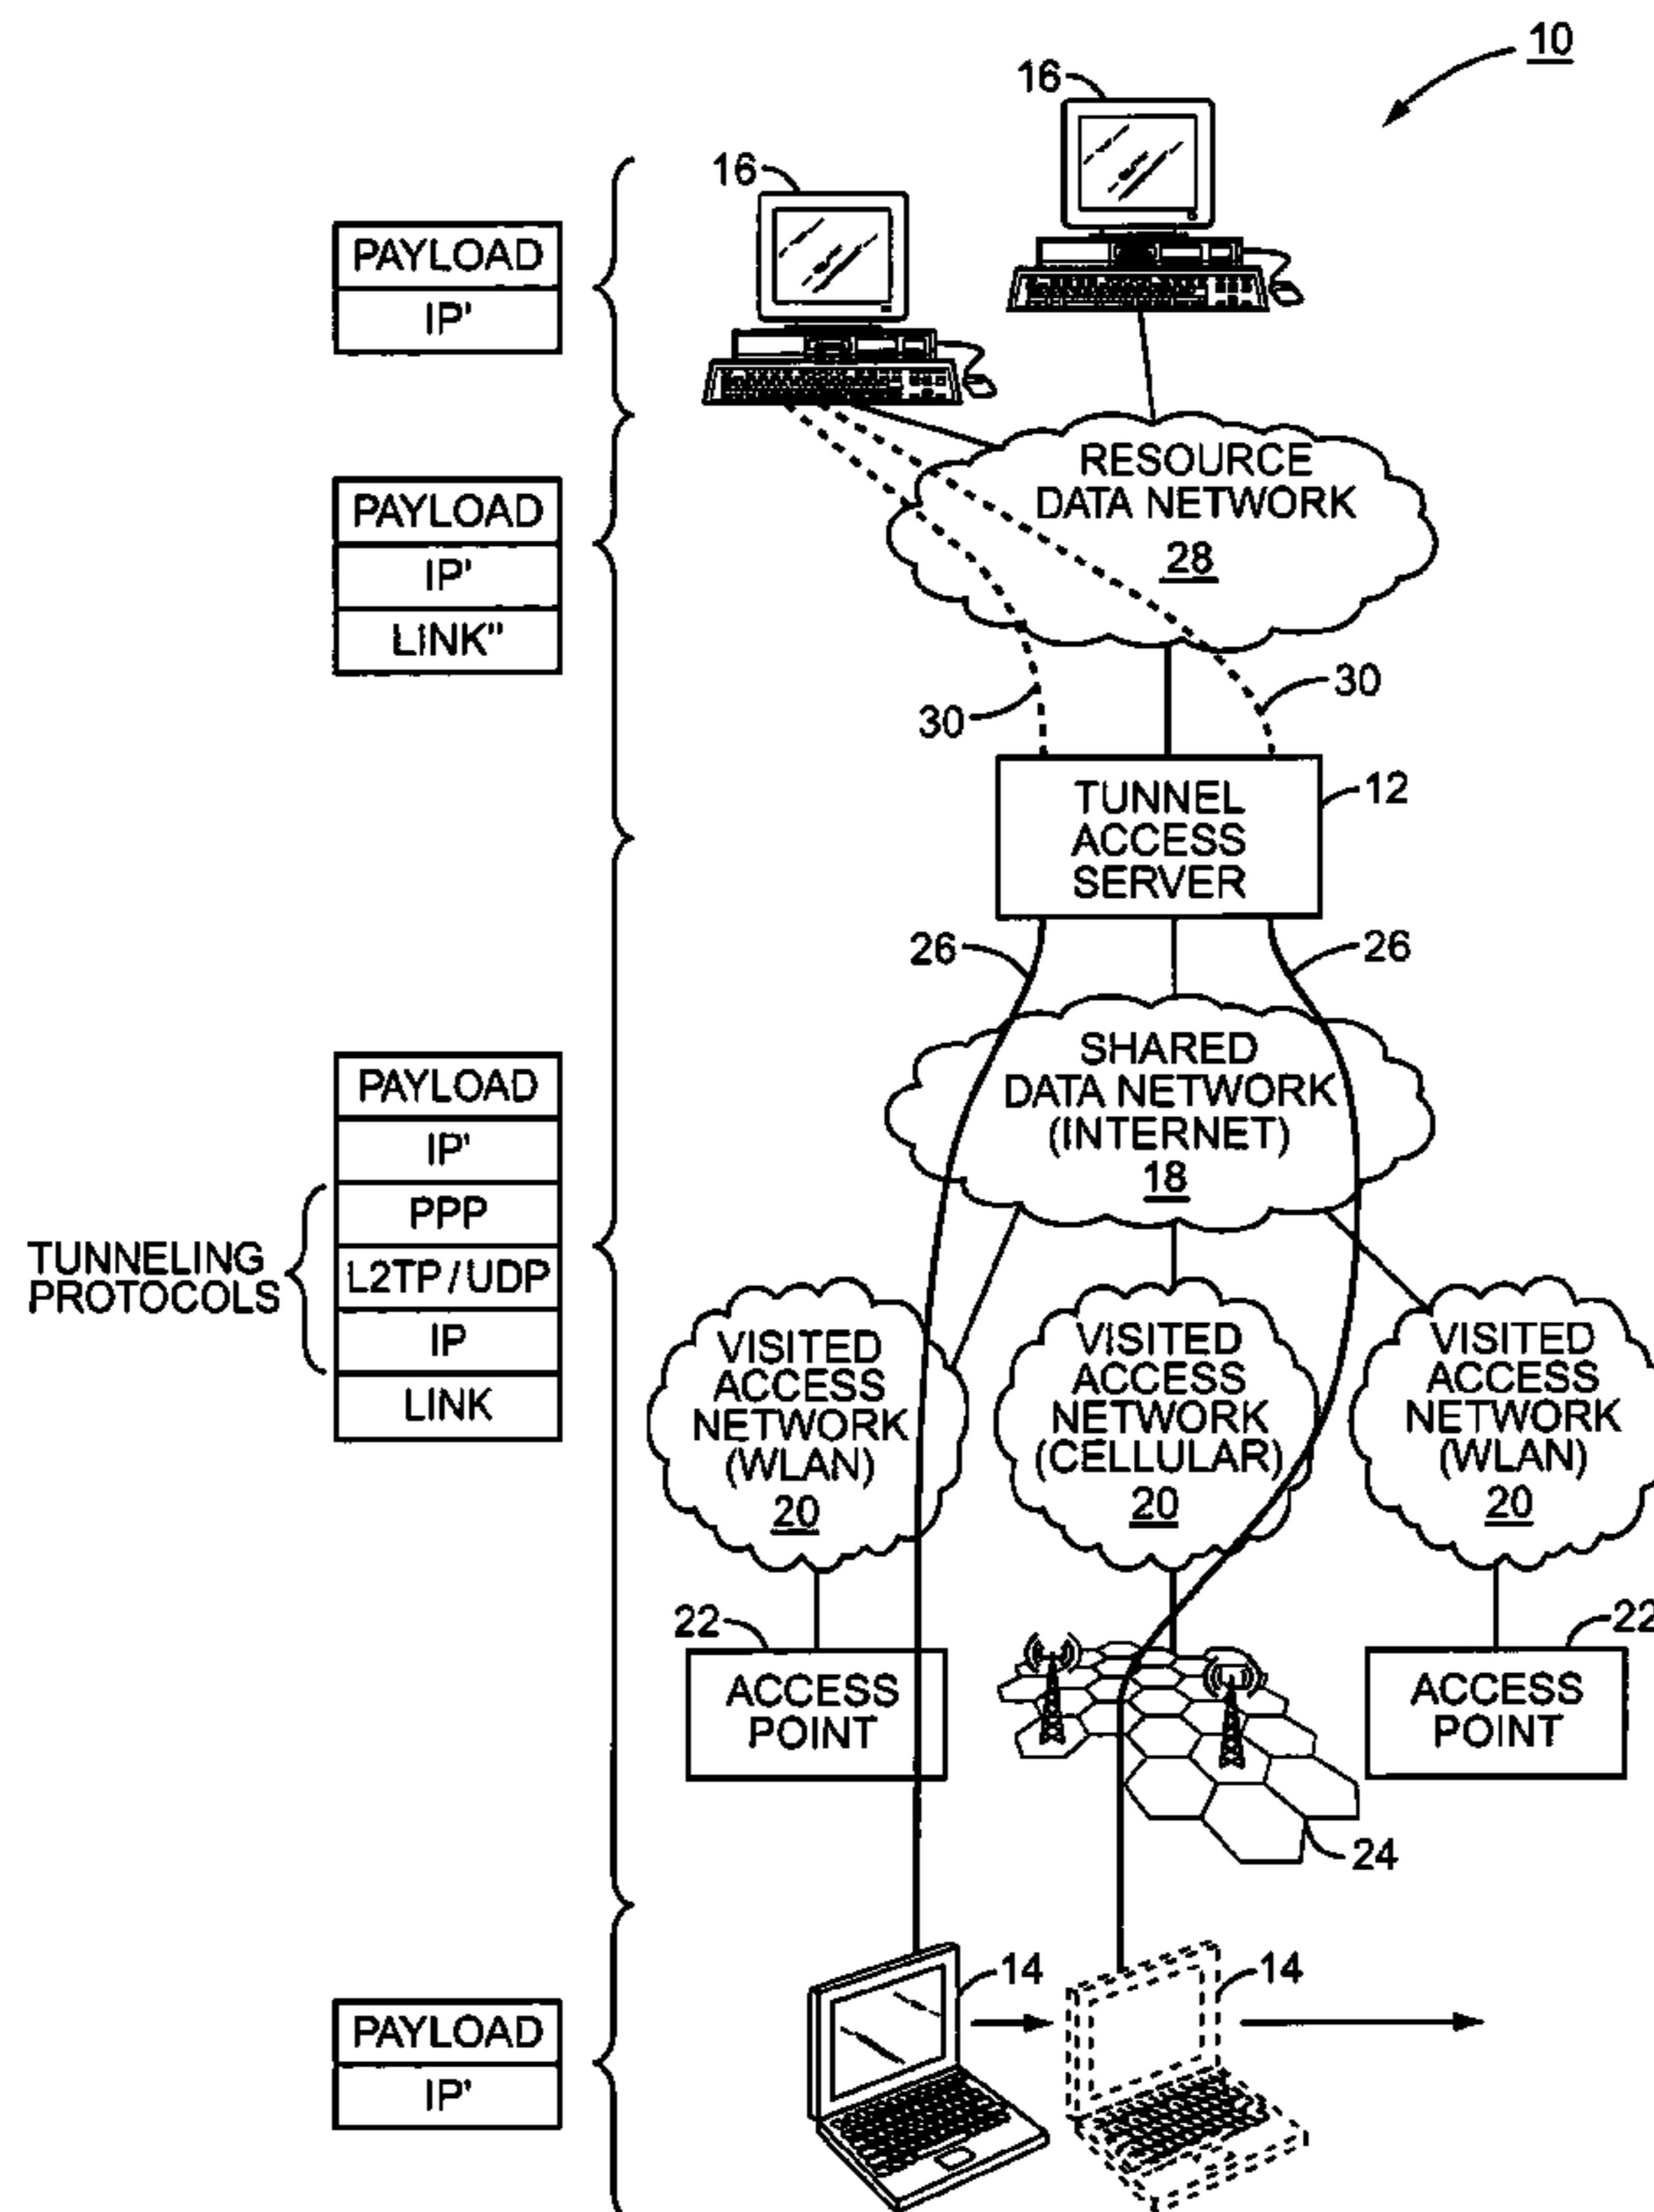 10
16
16
PAYLOAD
IP'
RESOURCE
DATA NETWORK
28
PAYLOAD
IP'
LINK"
30
30
TUNNEL
ACCESS
SERVER
12
26
26
SHARED
DATA NETWORK
(INTERNET)
18
PAYLOAD
IP'
PPP
L2TP / UDP
IP
LINK
TUNNELING
PROTOCOLS
VISITED
ACCESS
NETWORK
(WLAN)
20
VISITED
ACCESS
NETWORK
(CELLULAR)
20
VISITED
ACCESS
NETWORK
(WLAN)
20
22
ACCESS
POINT
22
ACCESS
POINT
24
14
14
PAYLOAD
IP'